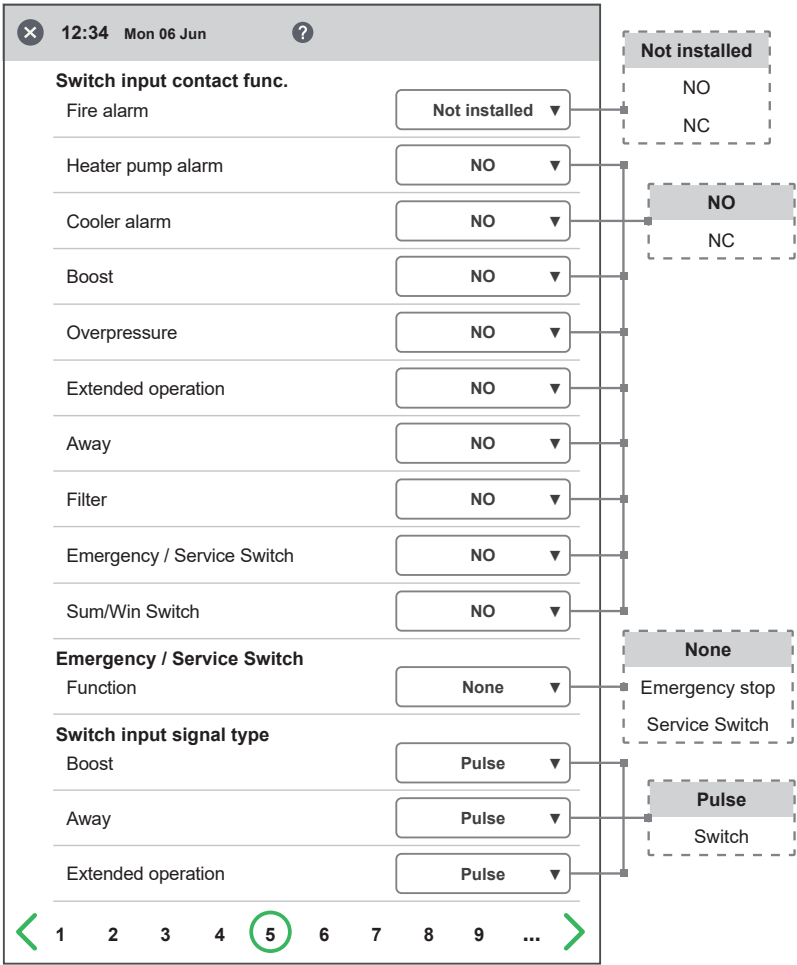 12:34 Mon 06 Jun ?
Switch input contact func.
Fire alarm Not installed ▼
Heater pump alarm NO ▼
Cooler alarm NO ▼
Boost NO ▼
Overpressure NO ▼
Extended operation NO ▼
Away NO ▼
Filter NO ▼
Emergency / Service Switch NO ▼
Sum/Win Switch NO ▼
Emergency / Service Switch
Function None ▼
Switch input signal type
Boost Pulse ▼
Away Pulse ▼
Extended operation Pulse ▼
1 2 3 4 5 6 7 8 9 ...
Not installed
NO
NC
NO
NC
None
Emergency stop
Service Switch
Pulse
Switch